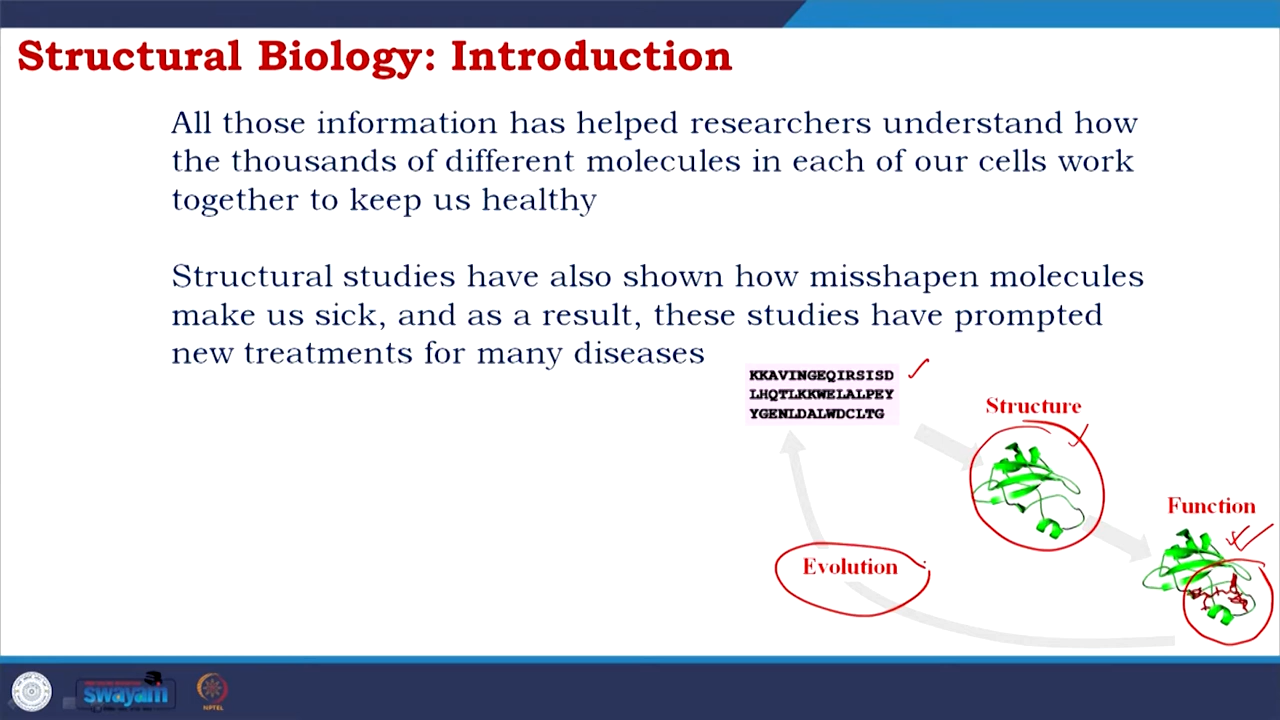 Structural Biology: Introduction
All those information has helped researchers understand how
the thousands of different molecules in each of our cells work
together to keep us healthy
Structural studies have also shown how misshapen molecules
make us sick, and as a result, these studies have prompted
new treatments for many diseases
KKAVINGEQIRSISD
LHQTLKKWELALPEY
YGENLDALWDCLTG
Structure
Function
Evolution
swayam
NPTEL